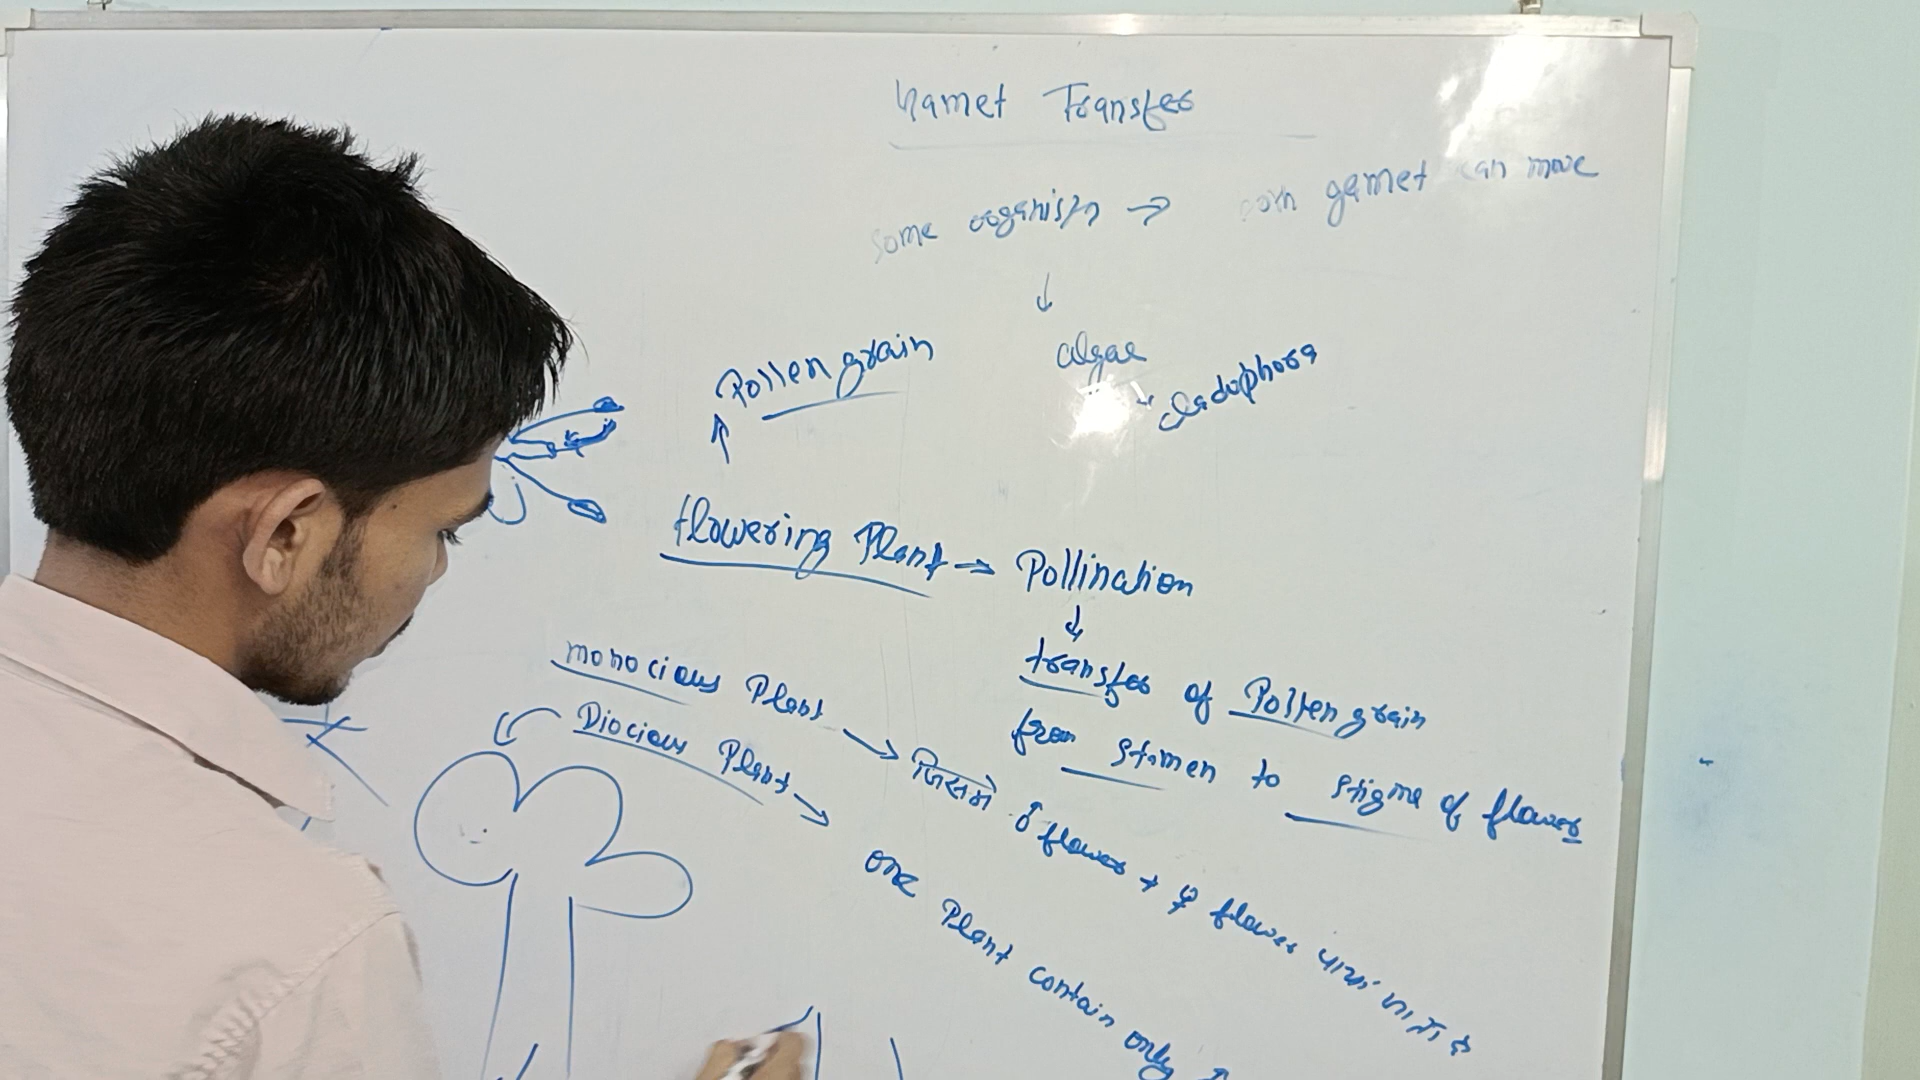 Gamet Transfer
some organism → both gamet can move
↓
algae
→ cladophora
Pollen grain
↑
flowering Plant → Pollination
↓
transfer of Pollen grain
from stamen to stigma of flower
monocious Plant → जिसमे ♂ flower + ♀ flower पाया जाता है
Diocious Plant →
one Plant contain only